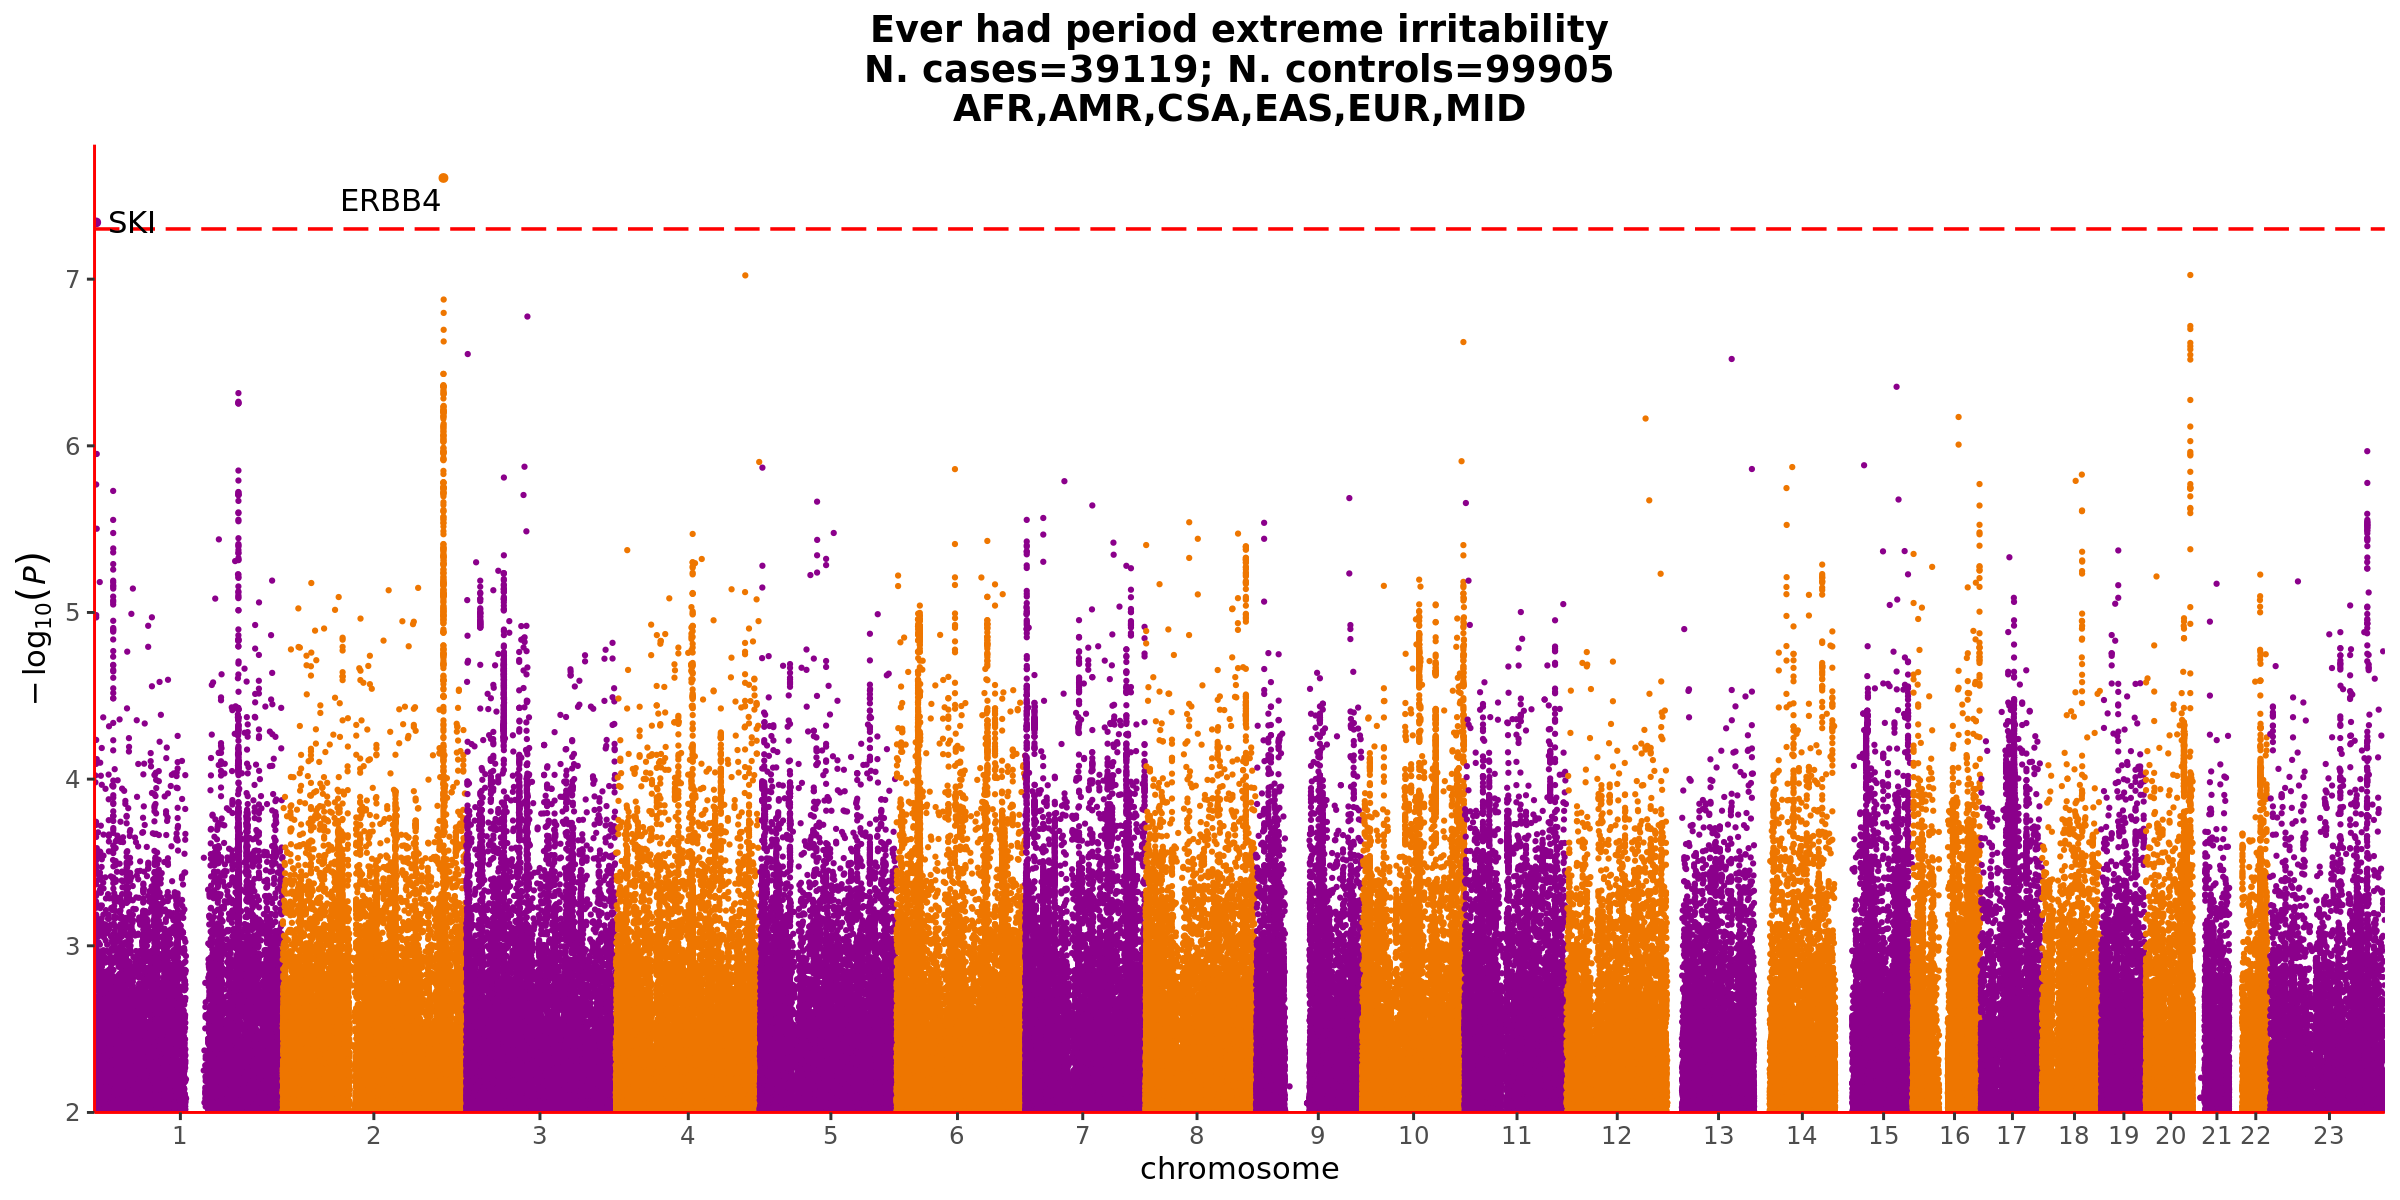 Ever had period extreme irritability
N. cases=39119; N. controls=99905
AFR,AMR,CSA,EAS,EUR,MID
ERBB4
SKI
7
6
5
4
3
2
−log10(P)
1 2 3 4 5 6 7 8 9 10 11 12 13 14 15 16 17 18 19 20 21 22 23
chromosome